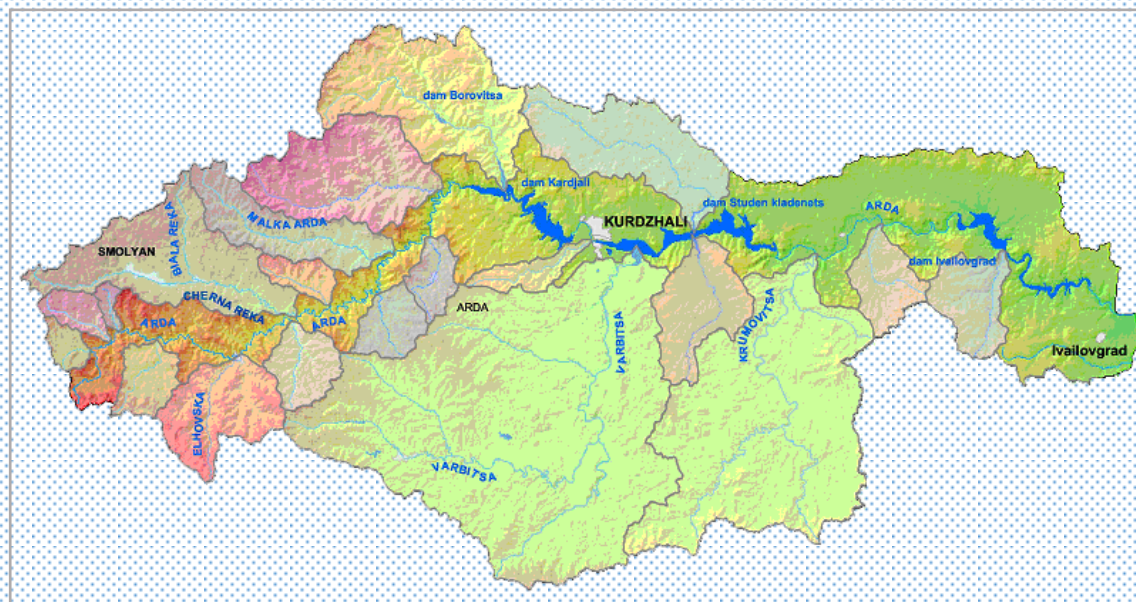 dam Borovitsa
dam Kardjali
dam Studen kladenets
ARDA
MALKA ARDA
KURDZHALI
BIALA REKA
SMOLYAN
dam Ivailovgrad
CHERNA REKA
ARDA
ARDA
ARDA
VARBITSA
KRUMOVITSA
Ivailovgrad
ELHOVSKA
VARBITSA